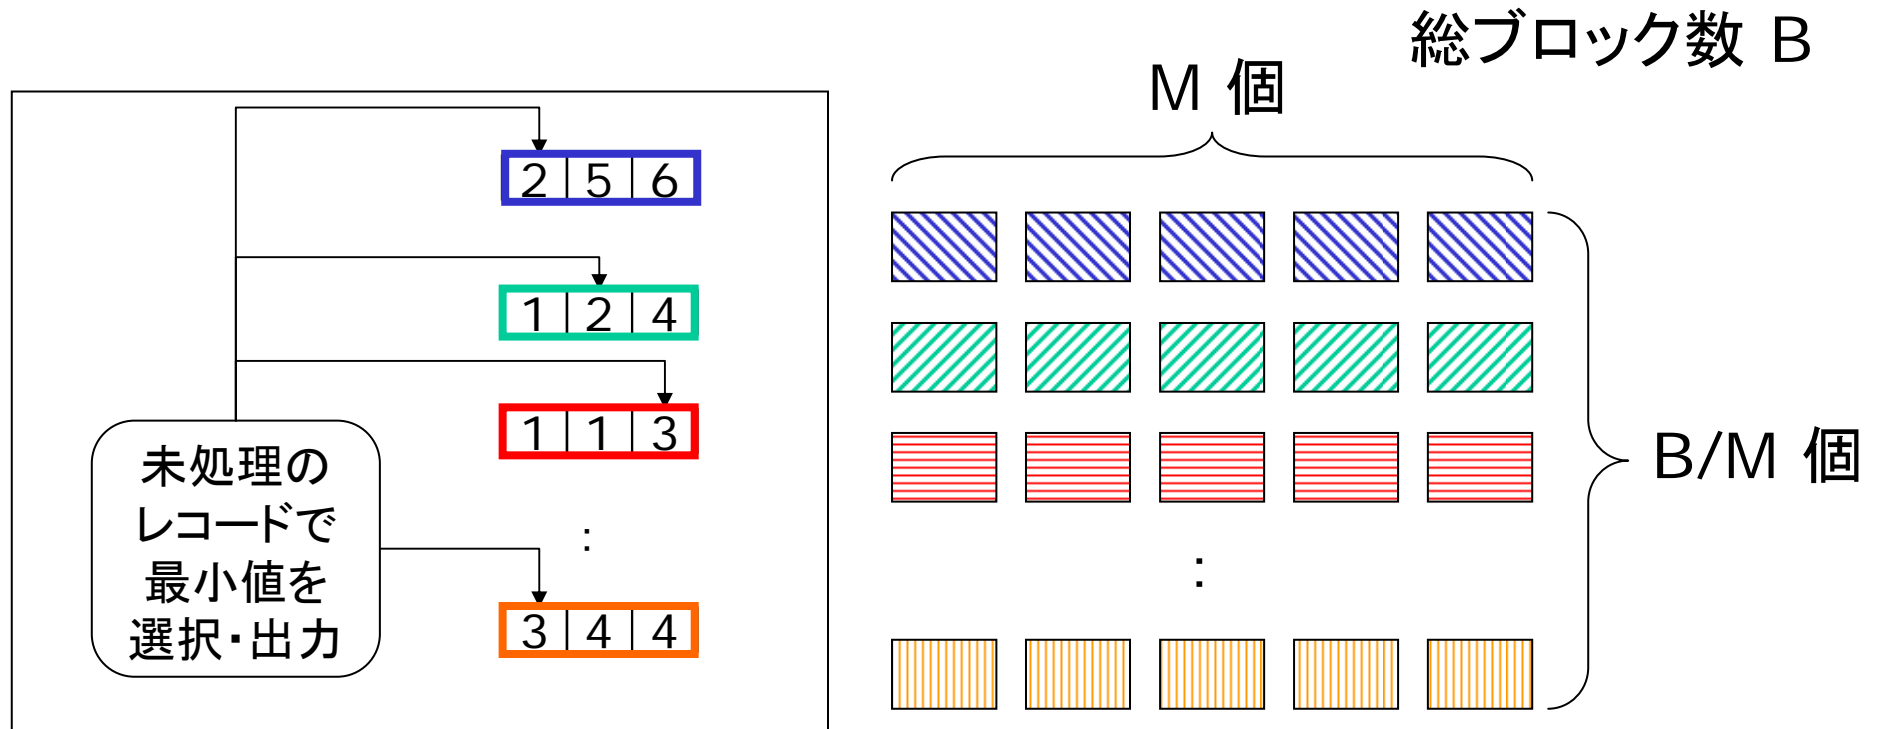 総ブロック数 B
M 個
2 5 6
1 2 4
1 1 3
未処理の
レコードで
最小値を
選択・出力
:
3 4 4
:
B/M 個